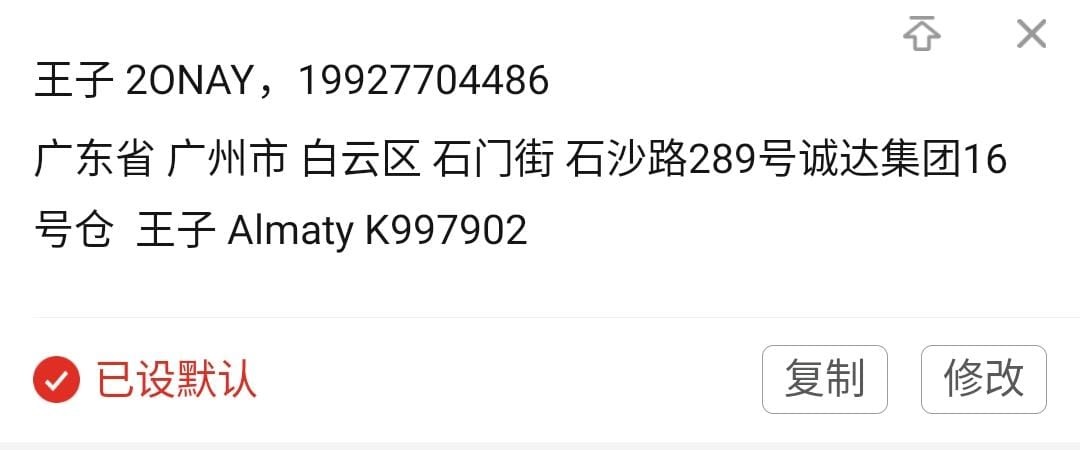 王子 2ONAY，19927704486
广东省 广州市 白云区 石门街 石沙路289号诚达集团16
号仓 王子 Almaty K997902
已设默认 复制 修改